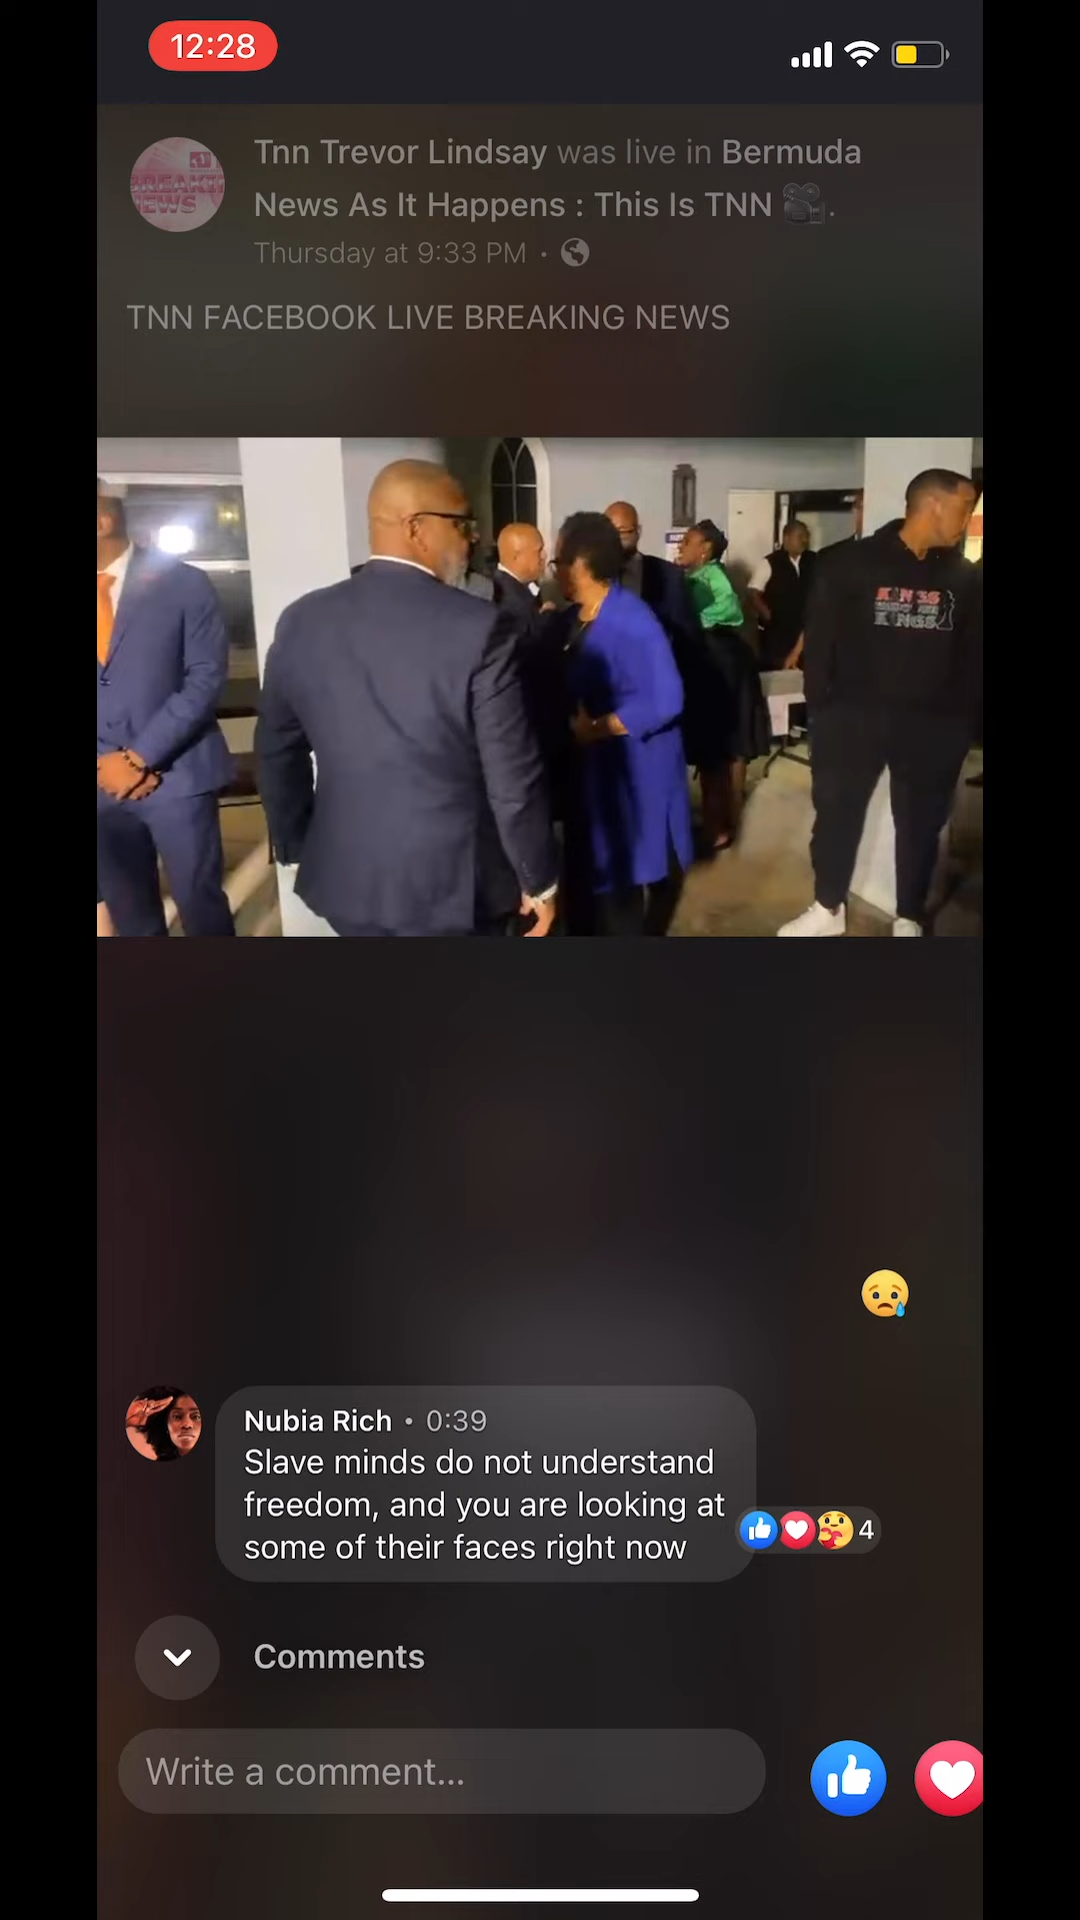 12:28
Tnn Trevor Lindsay was live in Bermuda
News As It Happens : This Is TNN 🎥.
Thursday at 9:33 PM ·
BREAKI
NEWS
TNN FACEBOOK LIVE BREAKING NEWS
KINGS
KINGS
Nubia Rich • 0:39
Slave minds do not understand
freedom, and you are looking at
some of their faces right now
4
Comments
Write a comment...